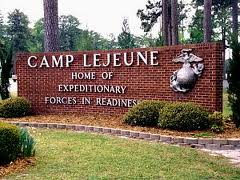 CAMP LEJEUNE
HOME OF
EXPEDITIONARY
FORCES IN READINESS